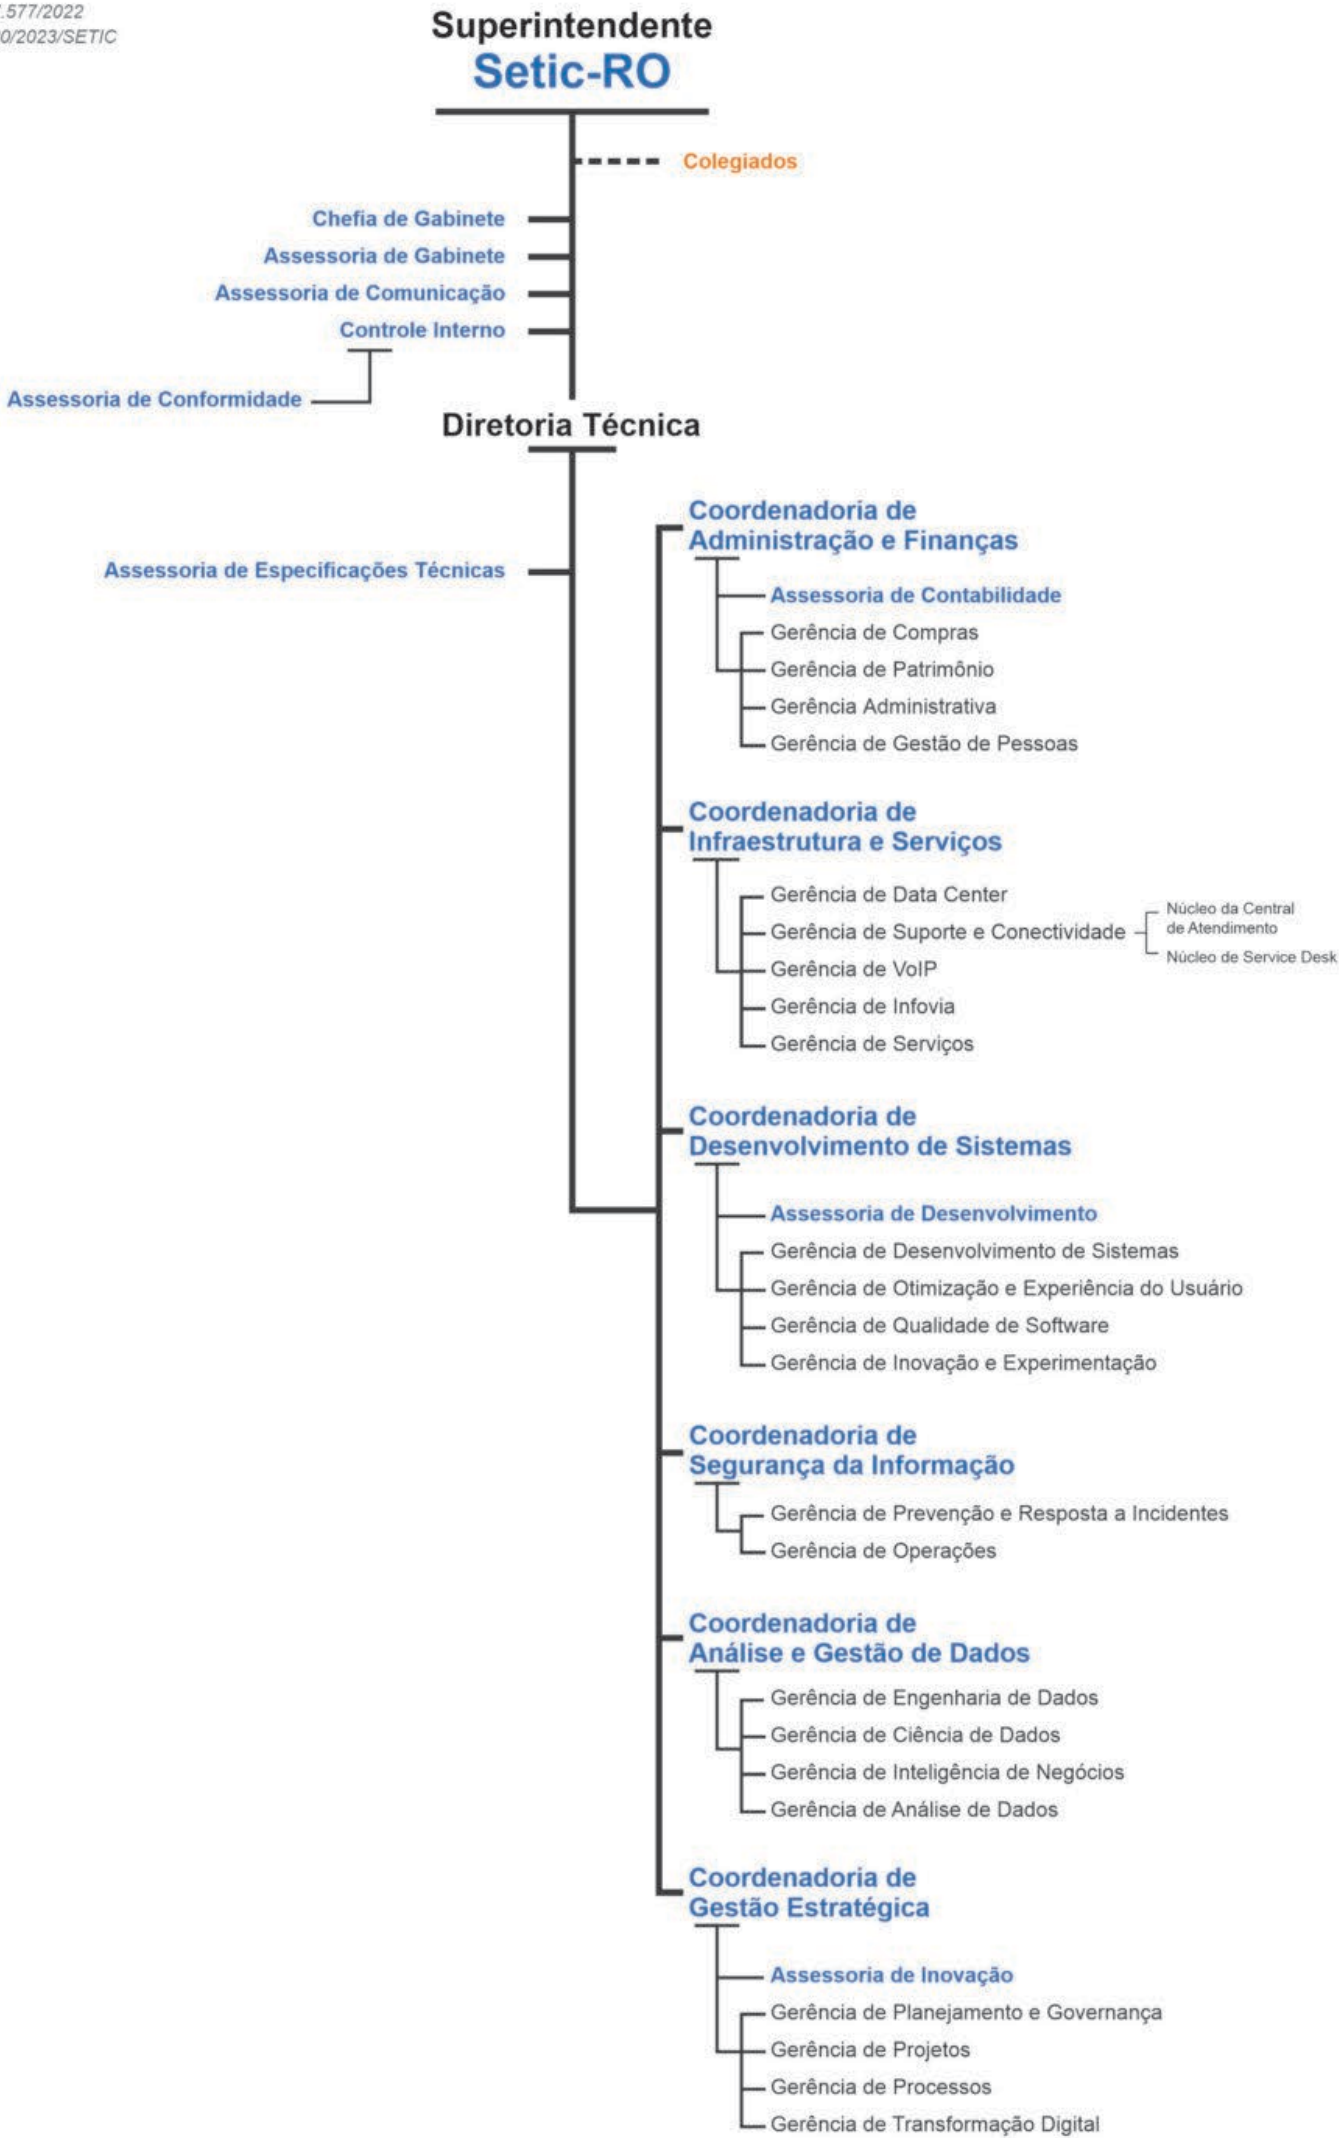 .577/2022
0/2023/SETIC
Superintendente
Setic-RO
Colegiados
Chefia de Gabinete
Assessoria de Gabinete
Assessoria de Comunicação
Controle Interno
Assessoria de Conformidade
Diretoria Técnica
Assessoria de Especificações Técnicas
Coordenadoria de
Administração e Finanças
Assessoria de Contabilidade
Gerência de Compras
Gerência de Patrimônio
Gerência Administrativa
Gerência de Gestão de Pessoas
Coordenadoria de
Infraestrutura e Serviços
Gerência de Data Center
Gerência de Suporte e Conectividade
Núcleo da Central
de Atendimento
Núcleo de Service Desk
Gerência de VoIP
Gerência de Infovia
Gerência de Serviços
Coordenadoria de
Desenvolvimento de Sistemas
Assessoria de Desenvolvimento
Gerência de Desenvolvimento de Sistemas
Gerência de Otimização e Experiência do Usuário
Gerência de Qualidade de Software
Gerência de Inovação e Experimentação
Coordenadoria de
Segurança da Informação
Gerência de Prevenção e Resposta a Incidentes
Gerência de Operações
Coordenadoria de
Análise e Gestão de Dados
Gerência de Engenharia de Dados
Gerência de Ciência de Dados
Gerência de Inteligência de Negócios
Gerência de Análise de Dados
Coordenadoria de
Gestão Estratégica
Assessoria de Inovação
Gerência de Planejamento e Governança
Gerência de Projetos
Gerência de Processos
Gerência de Transformação Digital